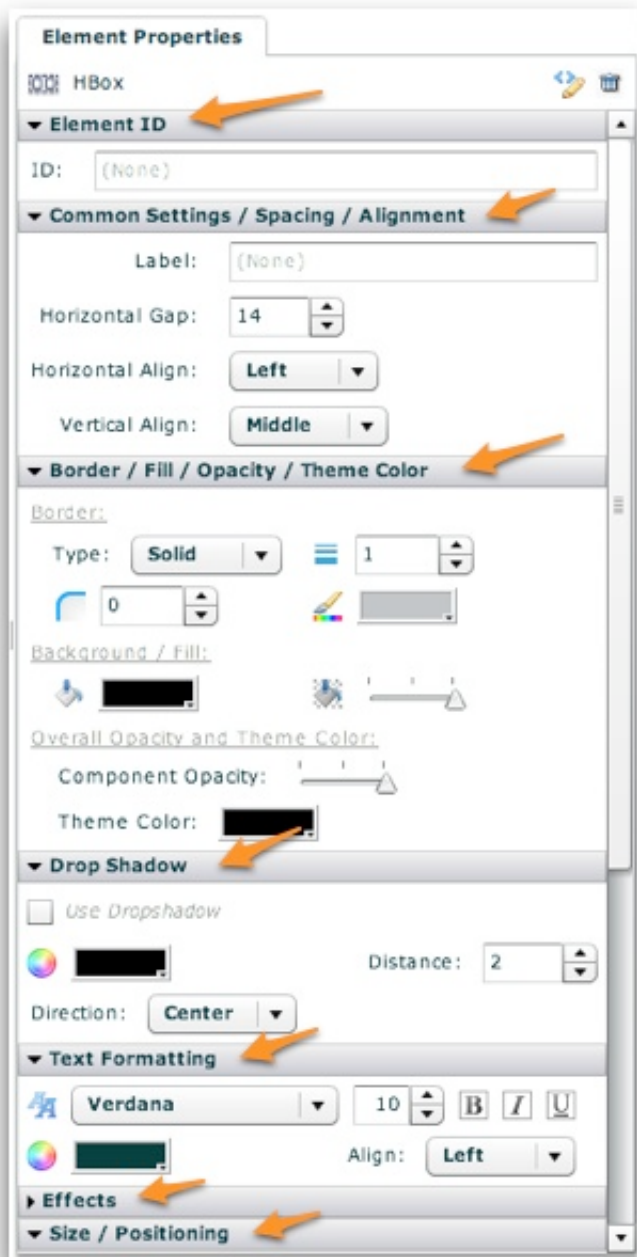 Element Properties
HBox
Element ID
ID: (None)
Common Settings / Spacing / Alignment
Label: (None)
Horizontal Gap: 14
Horizontal Align: Left
Vertical Align: Middle
Border / Fill / Opacity / Theme Color
Border:
Type: Solid 1
0
Background / Fill:
Overall Opacity and Theme Color:
Component Opacity:
Theme Color:
Drop Shadow
Use Dropshadow
Distance: 2
Direction: Center
Text Formatting
Verdana 10 B I U
Align: Left
Effects
Size / Positioning